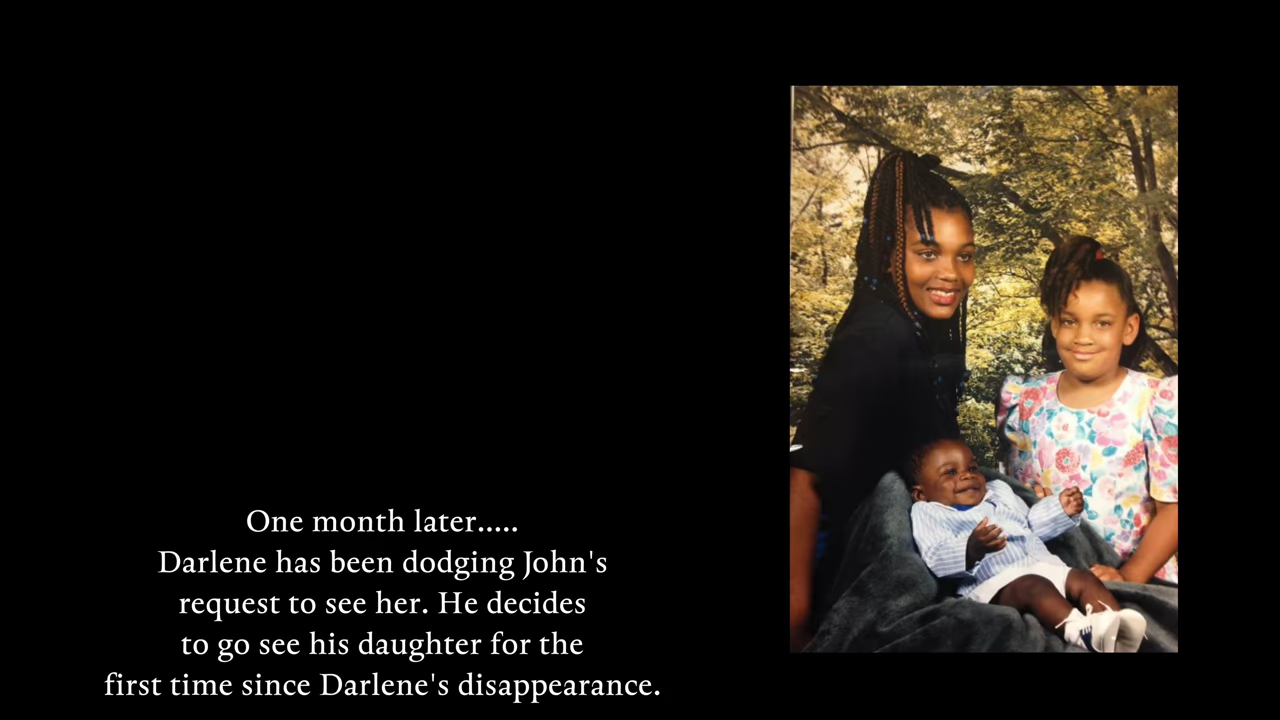 One month later.....
Darlene has been dodging John's
request to see her. He decides
to go see his daughter for the
first time since Darlene's disappearance.